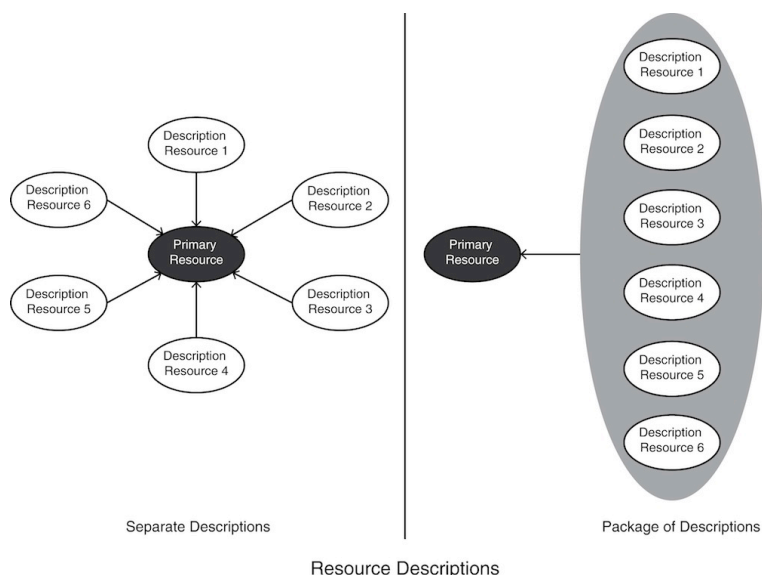 Description
Resource 1
Description
Resource 6
Description
Resource 2
Primary
Resource
Description
Resource 5
Description
Resource 3
Description
Resource 4
Separate Descriptions
Description
Resource 1
Description
Resource 2
Description
Resource 3
Primary
Resource
Description
Resource 4
Description
Resource 5
Description
Resource 6
Package of Descriptions
Resource Descriptions